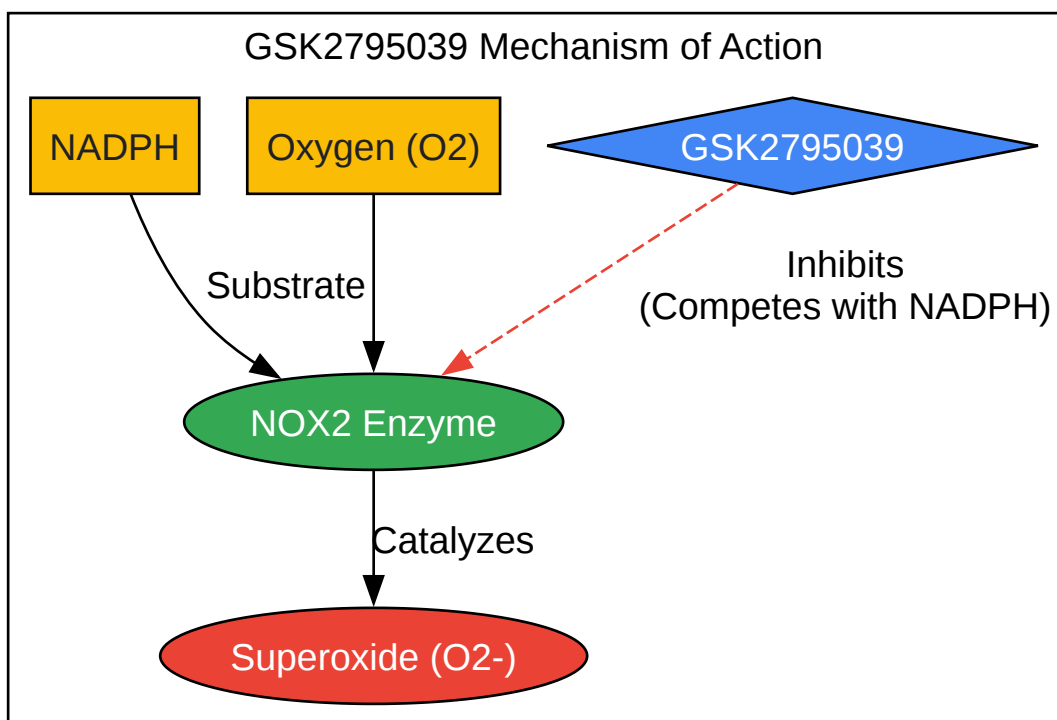 GSK2795039 Mechanism of Action
NADPH
Oxygen (O2)
GSK2795039
Substrate
Inhibits
(Competes with NADPH)
NOX2 Enzyme
Catalyzes
Superoxide (O2-)